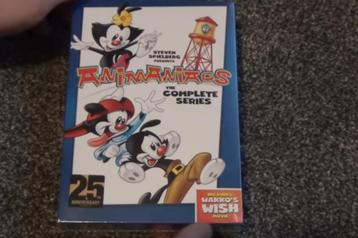 STEVEN
SPIELBERG
PRESENTS
ANIMANIACS
THE
COMPLETE
SERIES
25
ANNIVERSARY
INCLUDES
WAKKO'S
WISH
MOVIE